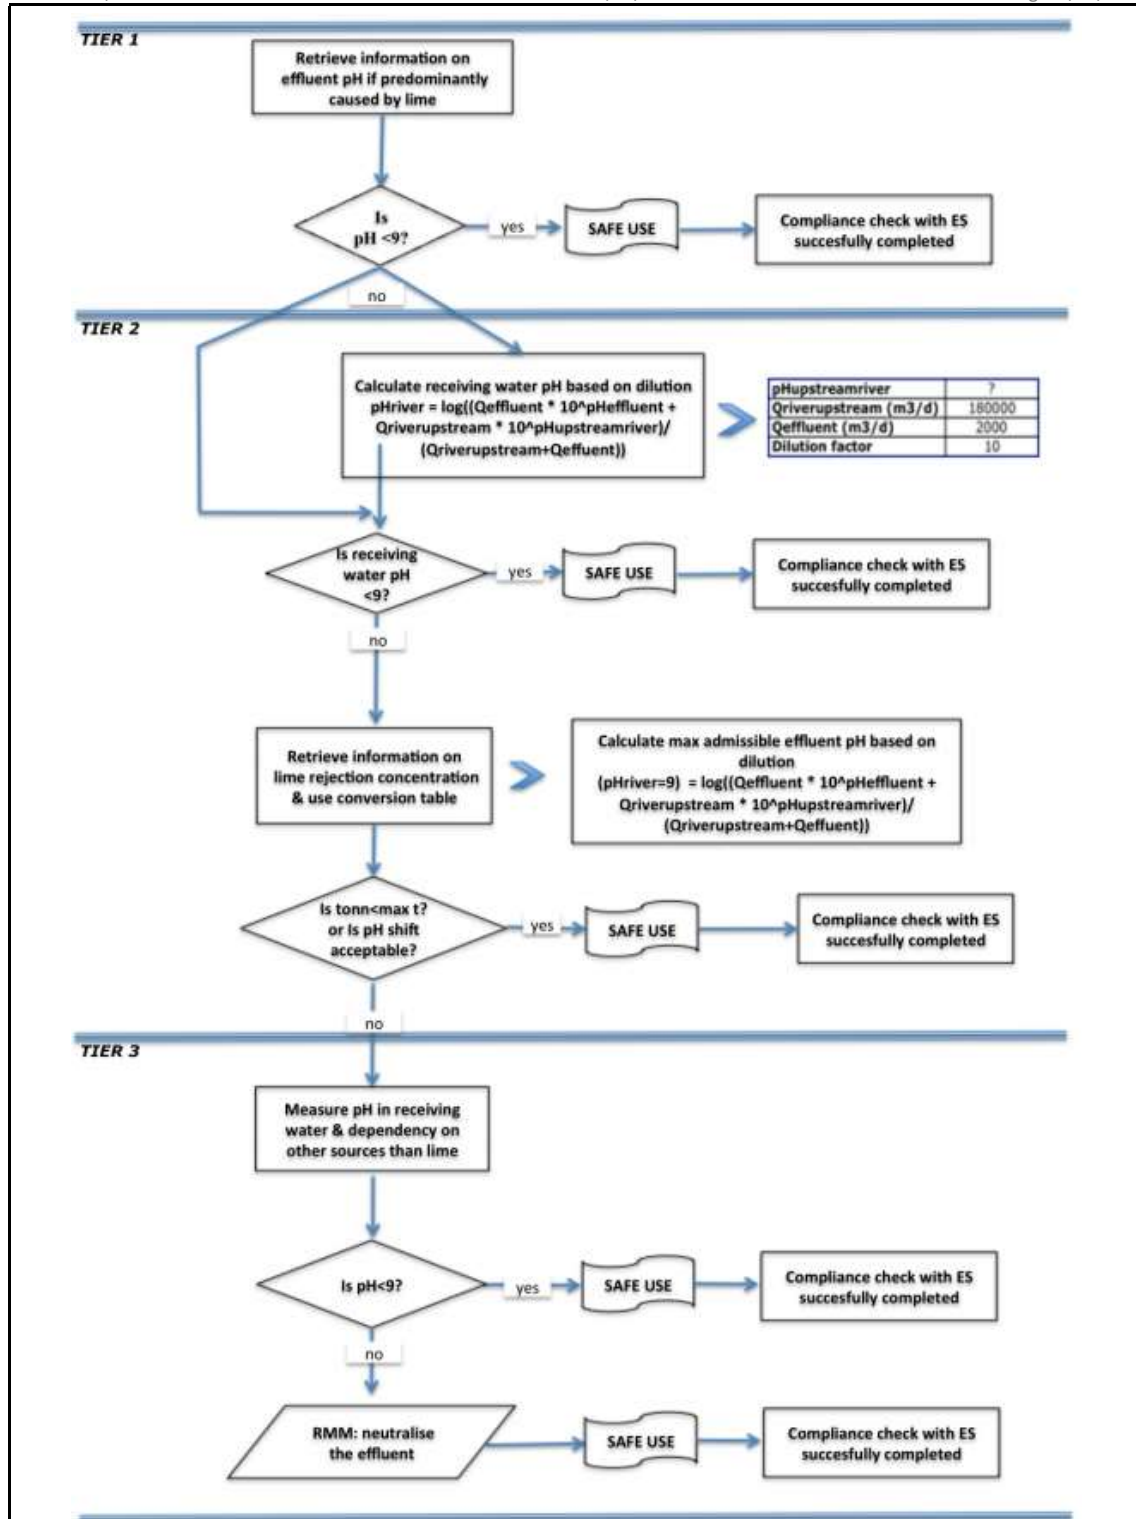 TIER 1
Retrieve information on
effluent pH if predominantly
caused by lime
Is
pH <9?
yes
SAFE USE
Compliance check with ES
succesfully completed
no
TIER 2
Calculate receiving water pH based on dilution
pHriver = log((Qeffluent * 10^pHeffluent +
Qriverupstream * 10^pHupstreamriver)/
(Qriverupstream+Qeffuent))
pHupstreamriver ?
Qriverupstream (m3/d) 180000
Qeffluent (m3/d) 2000
Dilution factor 10
Is receiving
water pH
<9?
yes
SAFE USE
Compliance check with ES
succesfully completed
no
Retrieve information on
lime rejection concentration
& use conversion table
Calculate max admissible effluent pH based on
dilution
(pHriver=9) = log((Qeffluent * 10^pHeffluent +
Qriverupstream * 10^pHupstreamriver)/
(Qriverupstream+Qeffuent))
Is tonn<max t?
or Is pH shift
acceptable?
yes
SAFE USE
Compliance check with ES
succesfully completed
no
TIER 3
Measure pH in receiving
water & dependency on
other sources than lime
Is pH<9?
yes
SAFE USE
Compliance check with ES
succesfully completed
no
RMM: neutralise
the effluent
SAFE USE
Compliance check with ES
succesfully completed